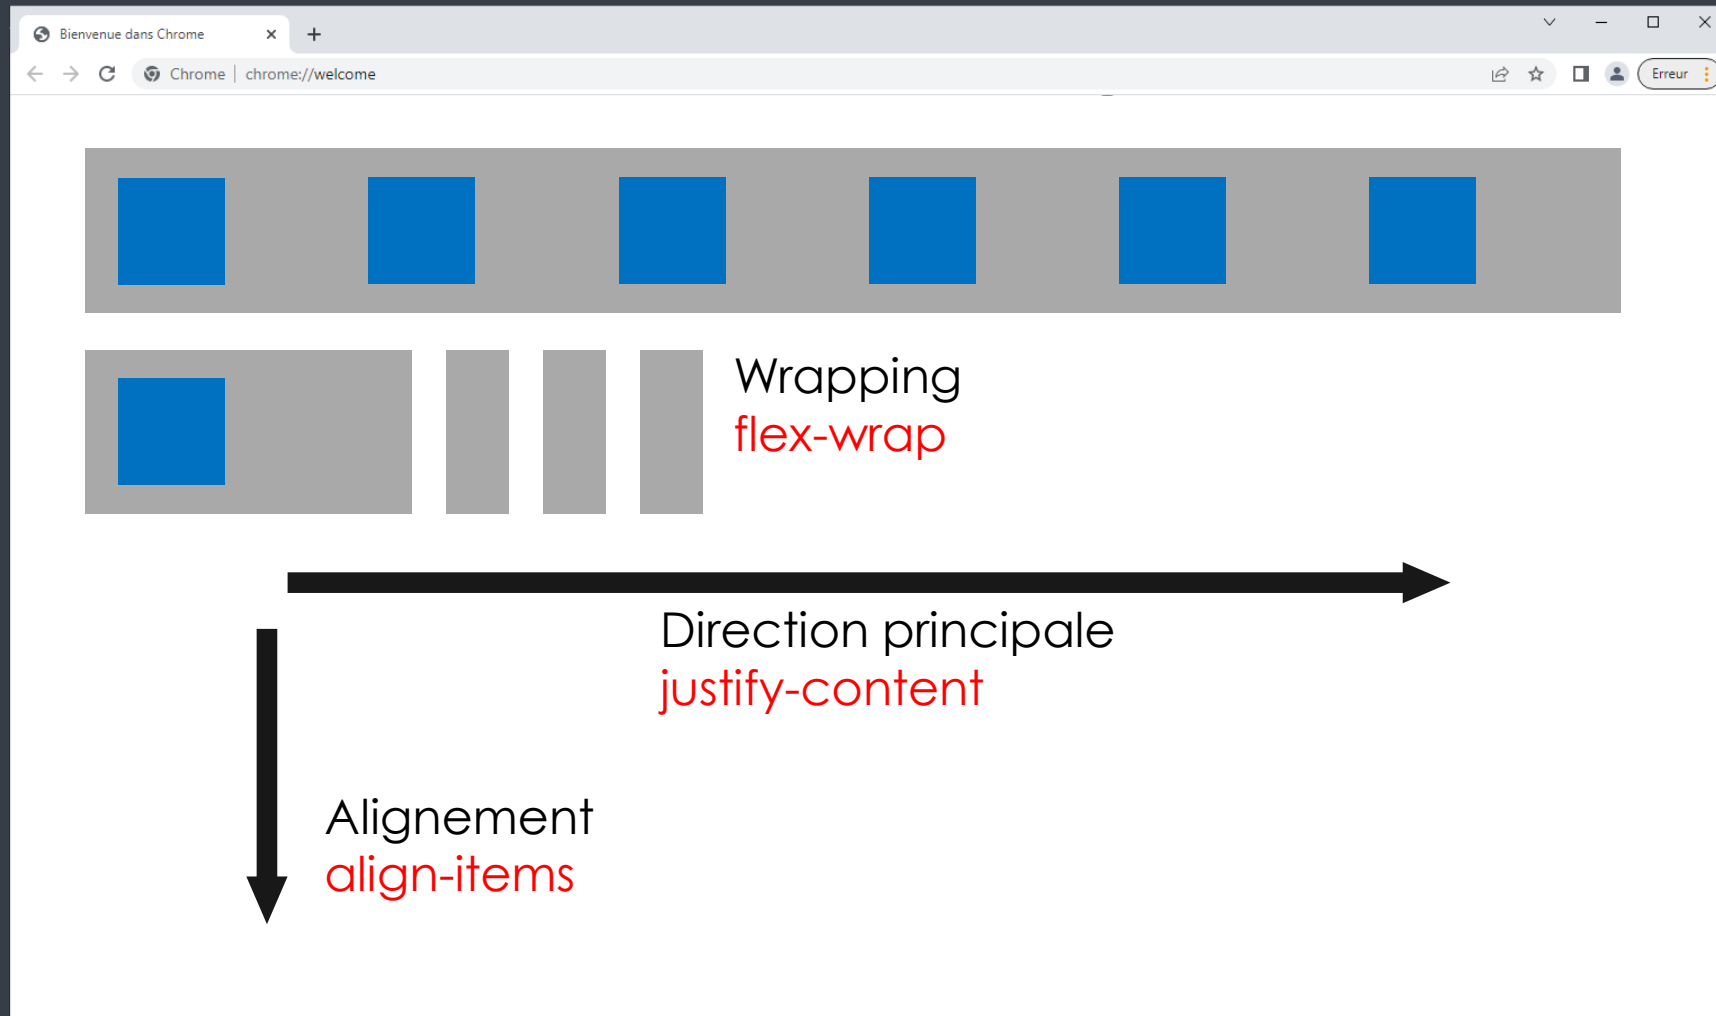 Bienvenue dans Chrome
Chrome | chrome://welcome
Erreur
Wrapping
flex-wrap
Direction principale
justify-content
Alignement
align-items